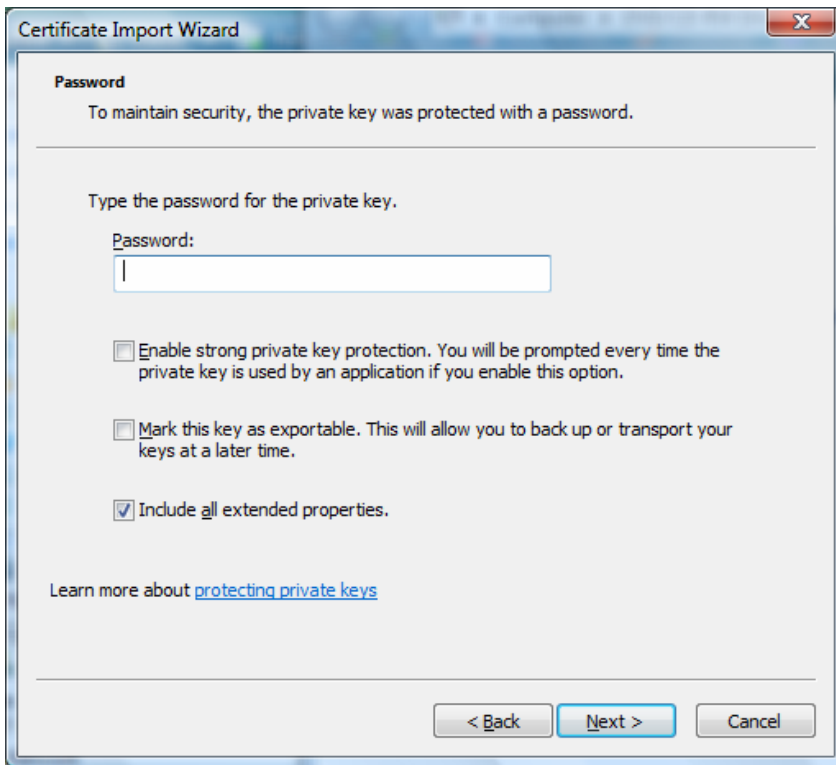 Certificate Import Wizard
Password
To maintain security, the private key was protected with a password.
Type the password for the private key.
Password:
Enable strong private key protection. You will be prompted every time the
private key is used by an application if you enable this option.
Mark this key as exportable. This will allow you to back up or transport your
keys at a later time.
Include all extended properties.
Learn more about protecting private keys
< Back Next > Cancel